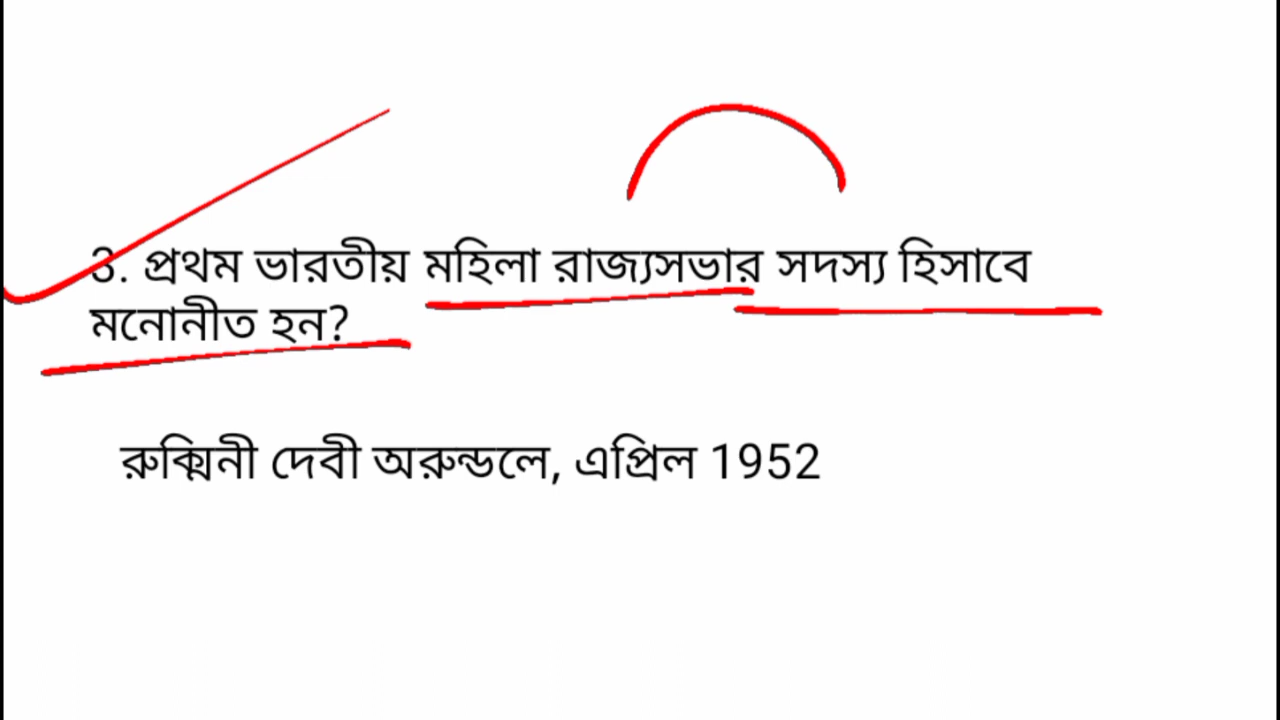 3. প্রথম ভারতীয় মহিলা রাজ্যসভার সদস্য হিসাবে
মনোনীত হন?
রুক্মিনী দেবী অরুন্ডলে, এপ্রিল 1952